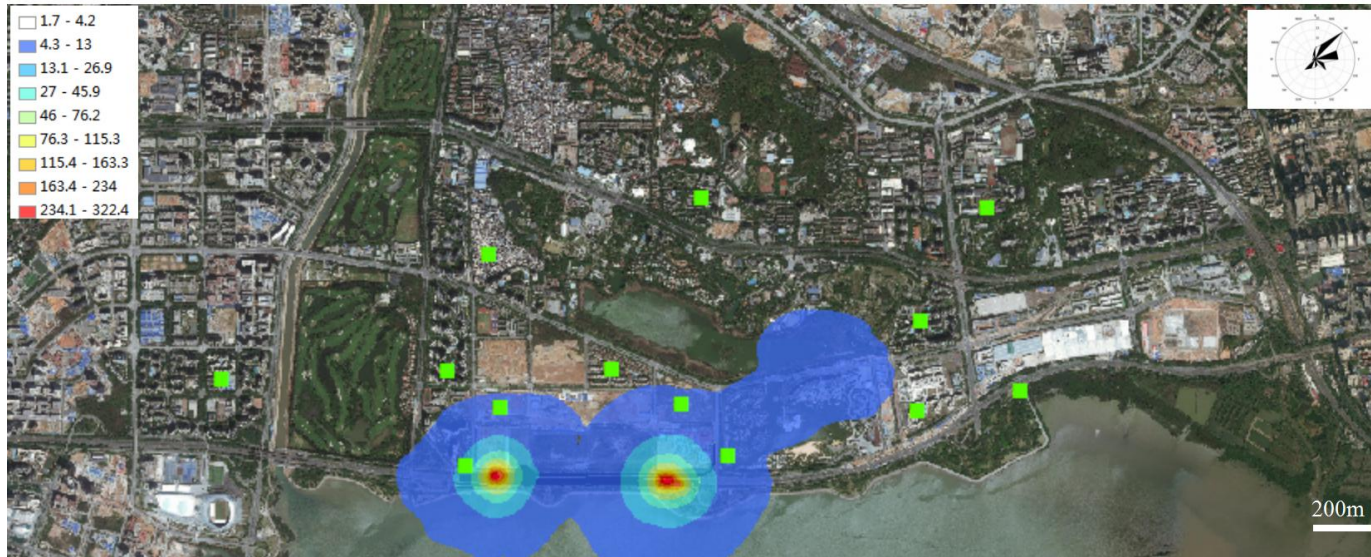 1.7 - 4.2
4.3 - 13
13.1 - 26.9
27 - 45.9
46 - 76.2
76.3 - 115.3
115.4 - 163.3
163.4 - 234
234.1 - 322.4
200m